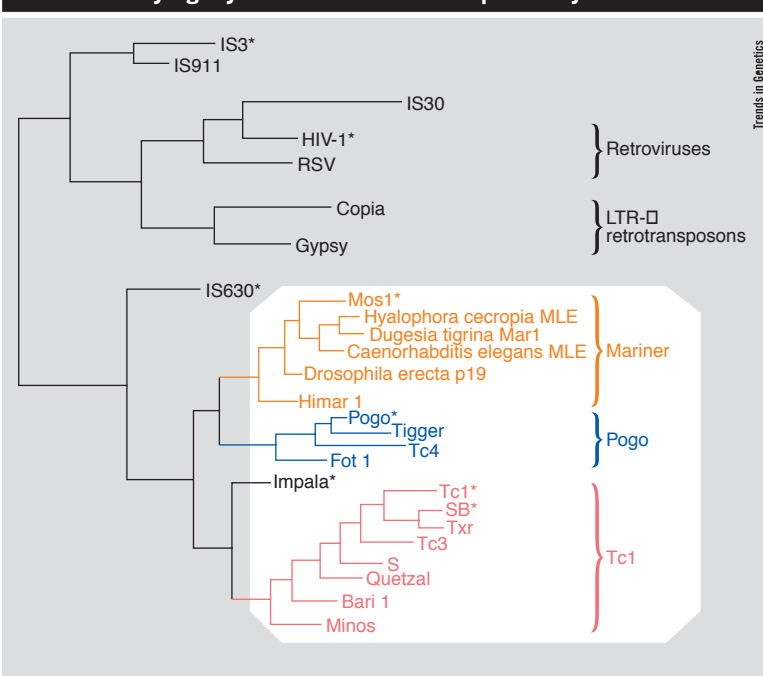 Trends in Genetics
IS3*
IS911
IS30
HIV-1*
RSV
Retroviruses
Copia
Gypsy
LTR-□
retrotransposons
IS630*
Mos1*
Hyalophora cecropia MLE
Dugesia tigrina Mar1
Caenorhabditis elegans MLE
Drosophila erecta p19
Himar 1
Mariner
Pogo*
Tigger
Tc4
Fot 1
Pogo
Impala*
Tc1*
SB*
Txr
Tc3
S
Quetzal
Bari 1
Minos
Tc1